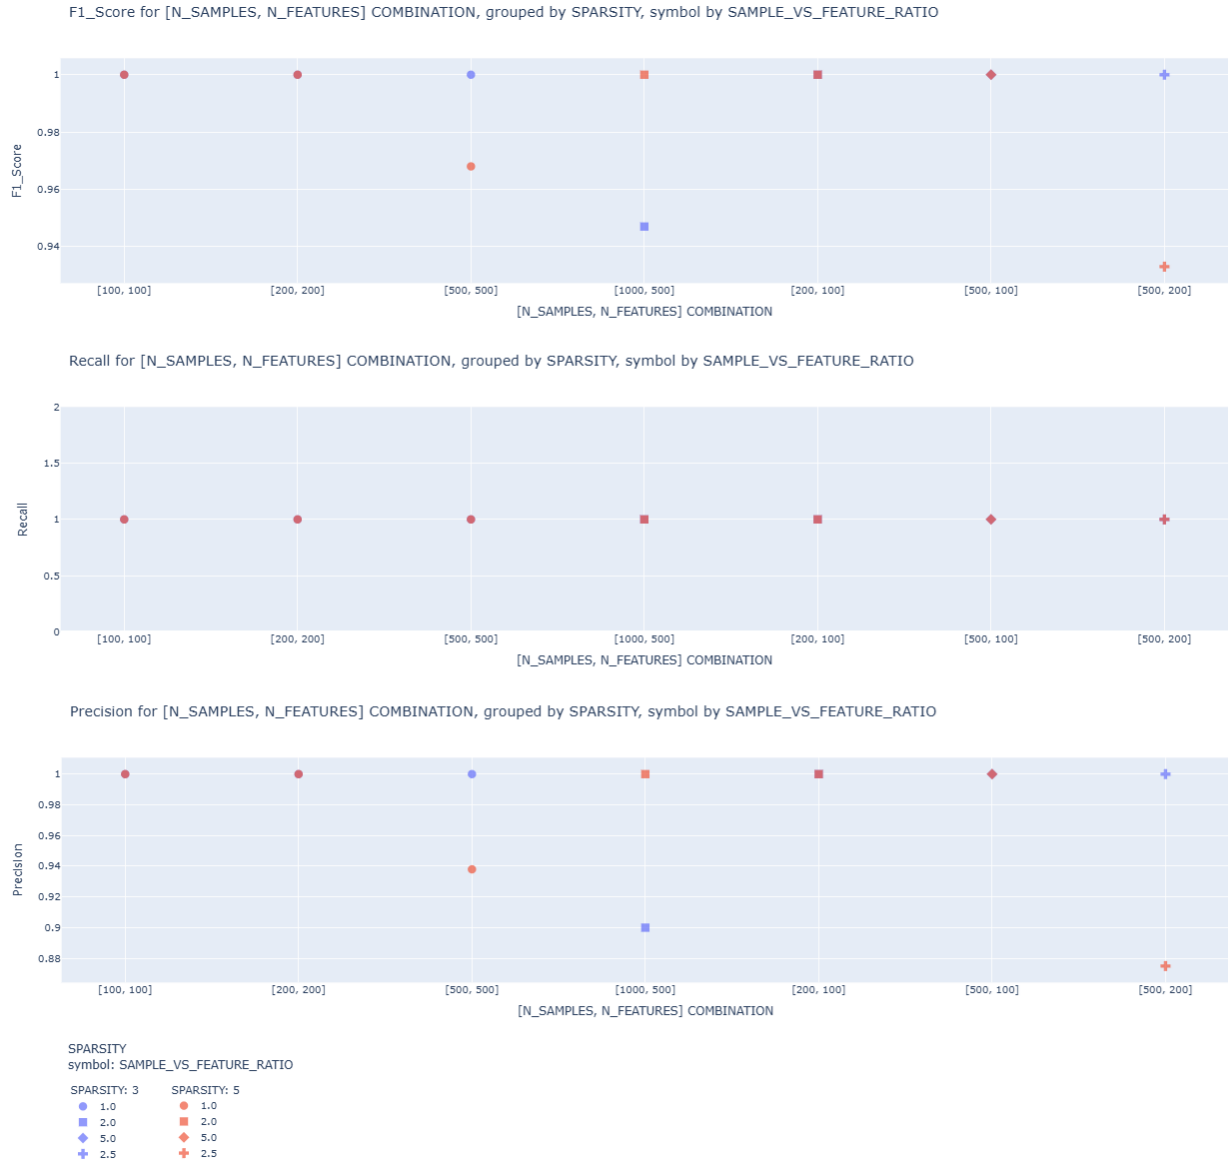 F1_Score for [N_SAMPLES, N_FEATURES] COMBINATION, grouped by SPARSITY, symbol by SAMPLE_VS_FEATURE_RATIO
1
0.98
0.96
0.94
F1_Score
[100, 100] [200, 200] [500, 500] [1000, 500] [200, 100] [500, 100] [500, 200]
[N_SAMPLES, N_FEATURES] COMBINATION
Recall for [N_SAMPLES, N_FEATURES] COMBINATION, grouped by SPARSITY, symbol by SAMPLE_VS_FEATURE_RATIO
2
1.5
1
0.5
0
Recall
[100, 100] [200, 200] [500, 500] [1000, 500] [200, 100] [500, 100] [500, 200]
[N_SAMPLES, N_FEATURES] COMBINATION
Precision for [N_SAMPLES, N_FEATURES] COMBINATION, grouped by SPARSITY, symbol by SAMPLE_VS_FEATURE_RATIO
1
0.98
0.96
0.94
0.92
0.9
0.88
Precision
[100, 100] [200, 200] [500, 500] [1000, 500] [200, 100] [500, 100] [500, 200]
[N_SAMPLES, N_FEATURES] COMBINATION
SPARSITY
symbol: SAMPLE_VS_FEATURE_RATIO
SPARSITY: 3 SPARSITY: 5
1.0 1.0
2.0 2.0
5.0 5.0
2.5 2.5